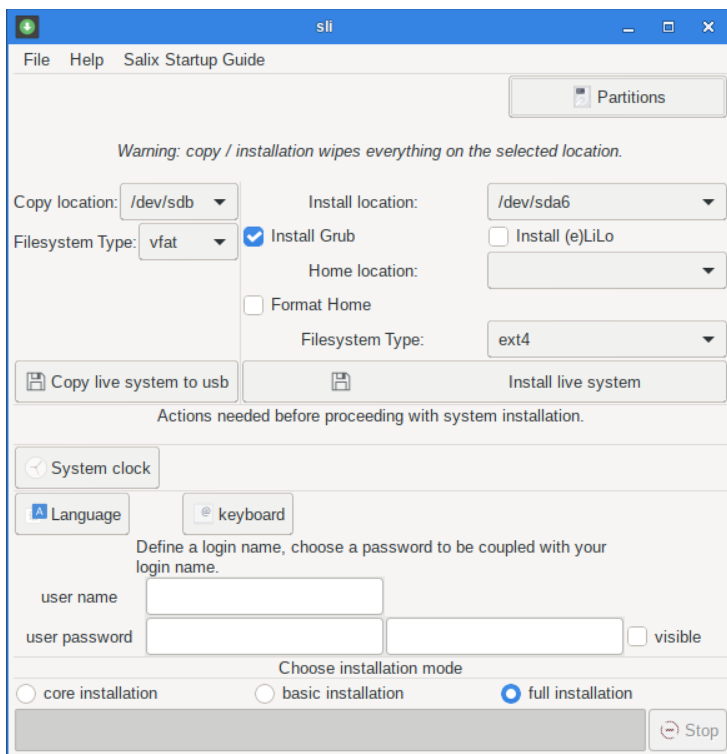 sli
File Help Salix Startup Guide
Partitions
Warning: copy / installation wipes everything on the selected location.
Copy location: /dev/sdb Install location: /dev/sda6
Filesystem Type: vfat Install Grub Install (e)LiLo
Home location:
Format Home
Filesystem Type: ext4
Copy live system to usb Install live system
Actions needed before proceeding with system installation.
System clock
Language keyboard
Define a login name, choose a password to be coupled with your
login name.
user name
user password visible
Choose installation mode
core installation basic installation full installation
Stop